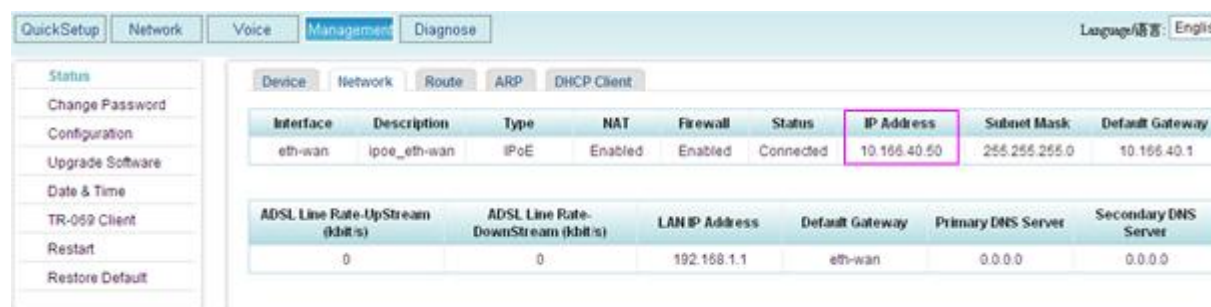 QuickSetup Network Voice Management Diagnose Language/语言: Englis
Status
Change Password
Configuration
Upgrade Software
Date & Time
TR-069 Client
Restart
Restore Default
Device Network Route ARP DHCP Client
Interface Description Type NAT Firewall Status IP Address Subnet Mask Default Gateway
eth-wan ipoe_eth-wan IPoE Enabled Enabled Connected 10.166.40.50 255.255.255.0 10.166.40.1
ADSL Line Rate-UpStream (kbit/s) ADSL Line Rate-DownStream (kbit/s) LAN IP Address Default Gateway Primary DNS Server Secondary DNS Server
0 0 192.168.1.1 eth-wan 0.0.0.0 0.0.0.0